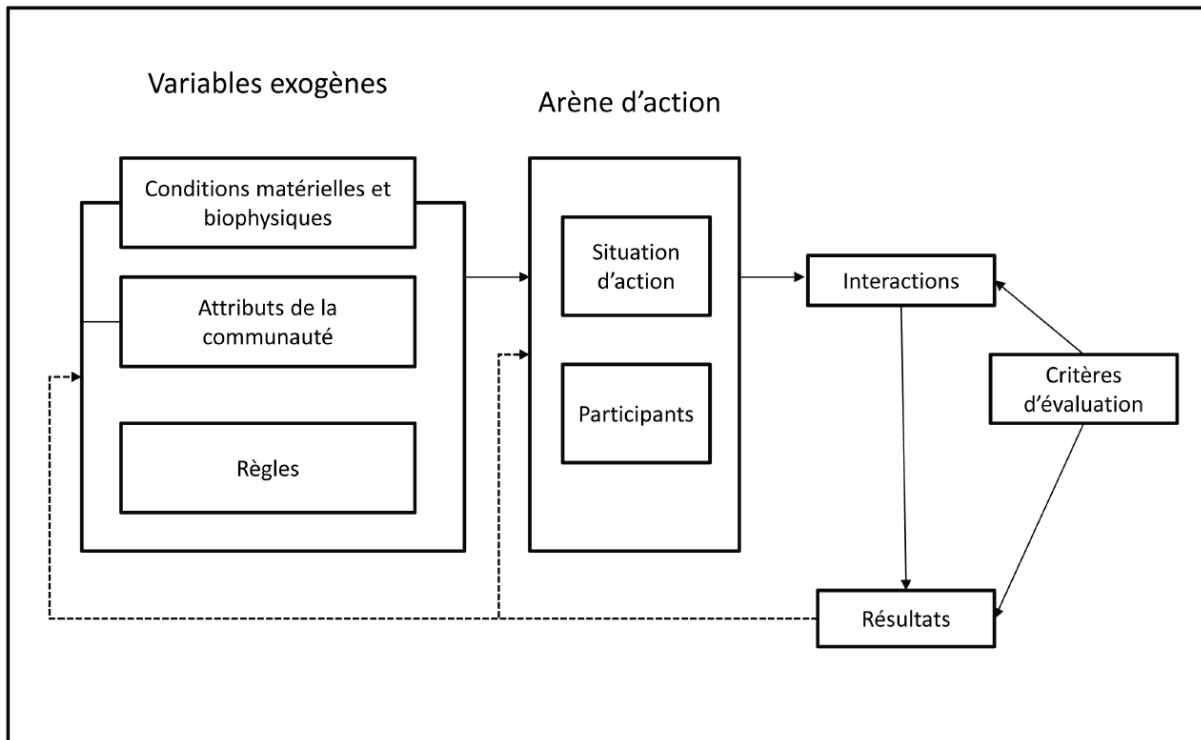 Variables exogènes
Conditions matérielles et
biophysiques
Attributs de la
communauté
Règles
Arène d’action
Situation
d’action
Participants
Interactions
Critères
d’évaluation
Résultats